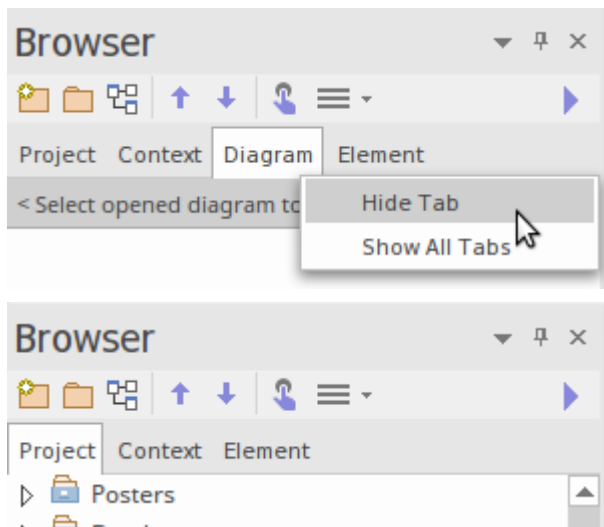 Browser
Project Context Diagram Element
< Select opened diagram to
Hide Tab
Show All Tabs
Browser
Project Context Element
Posters